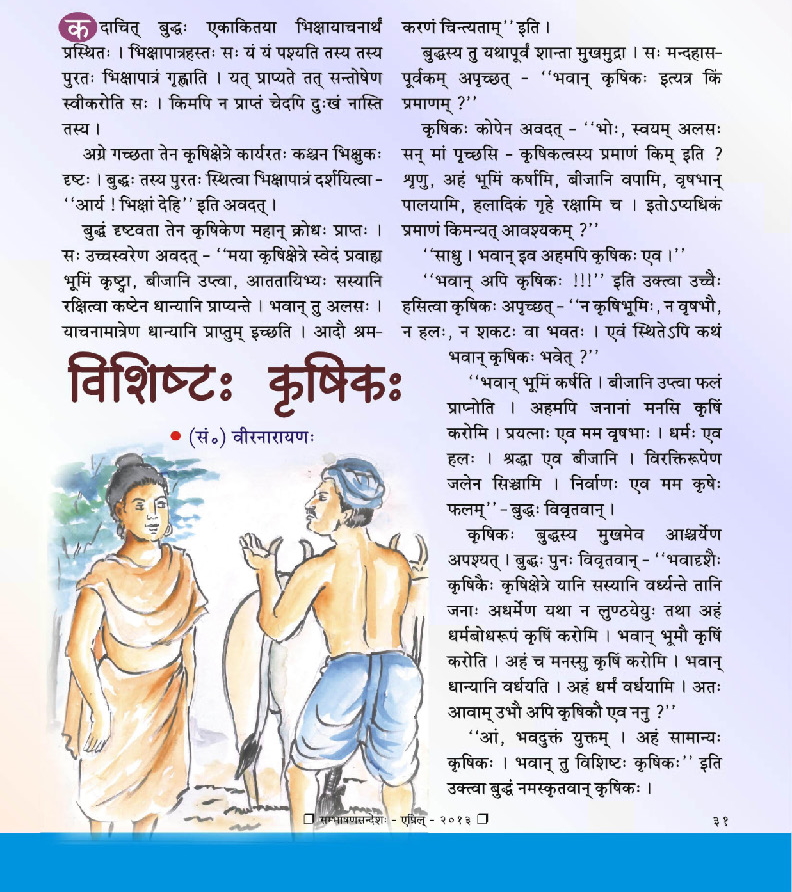 कदाचित् बुद्धः एकाकितया भिक्षायाचनार्थं
प्रस्थितः । भिक्षापात्रहस्तः सः यं यं पश्यति तस्य तस्य
पुरतः भिक्षापात्रं गृह्णाति । यत् प्राप्यते तत् सन्तोषेण
स्वीकरोति सः । किमपि न प्राप्तं चेदपि दुःखं नास्ति
तस्य ।
अग्रे गच्छता तेन कृषिक्षेत्रे कार्यरतः कश्चन भिक्षुकः
दृष्टः । बुद्धः तस्य पुरतः स्थित्वा भिक्षापात्रं दर्शयित्वा -
‘‘आर्य ! भिक्षां देहि’’ इति अवदत् ।
बुद्धं दृष्टवता तेन कृषिकेण महान् क्रोधः प्राप्तः ।
सः उच्चस्वरेण अवदत् - ‘‘मया कृषिक्षेत्रे स्वेदं प्रवाह्य
भूमिं कृष्ट्वा, बीजानि उप्त्वा, आततायिभ्यः सस्यानि
रक्षित्वा कष्टेन धान्यानि प्राप्यन्ते । भवान् तु अलसः ।
याचनामात्रेण धान्यानि प्राप्तुम् इच्छति । आदौ श्रम-
विशिष्टः कृषिकः
● (सं॰) वीरनारायणः
करणं चिन्त्यताम्’’ इति ।
बुद्धस्य तु यथापूर्वं शान्ता मुखमुद्रा । सः मन्दहास-
पूर्वकम् अपृच्छत् - ‘‘भवान् कृषिकः इत्यत्र किं
प्रमाणम् ?’’
कृषिकः कोपेन अवदत् - ‘‘भोः, स्वयम् अलसः
सन् मां पृच्छसि - कृषिकत्वस्य प्रमाणं किम् इति ?
शृणु, अहं भूमिं कर्षामि, बीजानि वपामि, वृषभान्
पालयामि, हलादिकं गृहे रक्षामि च । इतोऽप्यधिकं
प्रमाणं किमन्यत् आवश्यकम् ?’’
‘‘साधु । भवान् इव अहमपि कृषिकः एव ।’’
‘‘भवान् अपि कृषिकः !!!’’ इति उक्त्वा उच्चैः
हसित्वा कृषिकः अपृच्छत् - ‘‘न कृषिभूमिः, न वृषभौ,
न हलः, न शकटः वा भवतः । एवं स्थितेऽपि कथं
भवान् कृषिकः भवेत् ?’’
‘‘भवान् भूमिं कर्षति । बीजानि उप्त्वा फलं
प्राप्नोति । अहमपि जनानां मनसि कृषिं
करोमि । प्रयत्नाः एव मम वृषभाः । धर्मः एव
हलः । श्रद्धा एव बीजानि । विरक्तिरूपेण
जलेन सिञ्चामि । निर्वाणः एव मम कृषेः
फलम्’’ - बुद्धः विवृतवान् ।
कृषिकः बुद्धस्य मुखमेव आश्चर्येण
अपश्यत् । बुद्धः पुनः विवृतवान् - ‘‘भवादृशैः
कृषिकैः कृषिक्षेत्रे यानि सस्यानि वर्ध्यन्ते तानि
जनाः अधर्मेण यथा न लुण्ठयेयुः तथा अहं
धर्मबोधरूपं कृषिं करोमि । भवान् भूमौ कृषिं
करोति । अहं च मनस्सु कृषिं करोमि । भवान्
धान्यानि वर्धयति । अहं धर्मं वर्धयामि । अतः
आवाम् उभौ अपि कृषिकौ एव ननु ?’’
‘‘आं, भवदुक्तं युक्तम् । अहं सामान्यः
कृषिकः । भवान् तु विशिष्टः कृषिकः’’ इति
उक्त्वा बुद्धं नमस्कृतवान् कृषिकः ।
❐ सम्भाषणसन्देशः - एप्रिल् - २०१३ ❐
३१